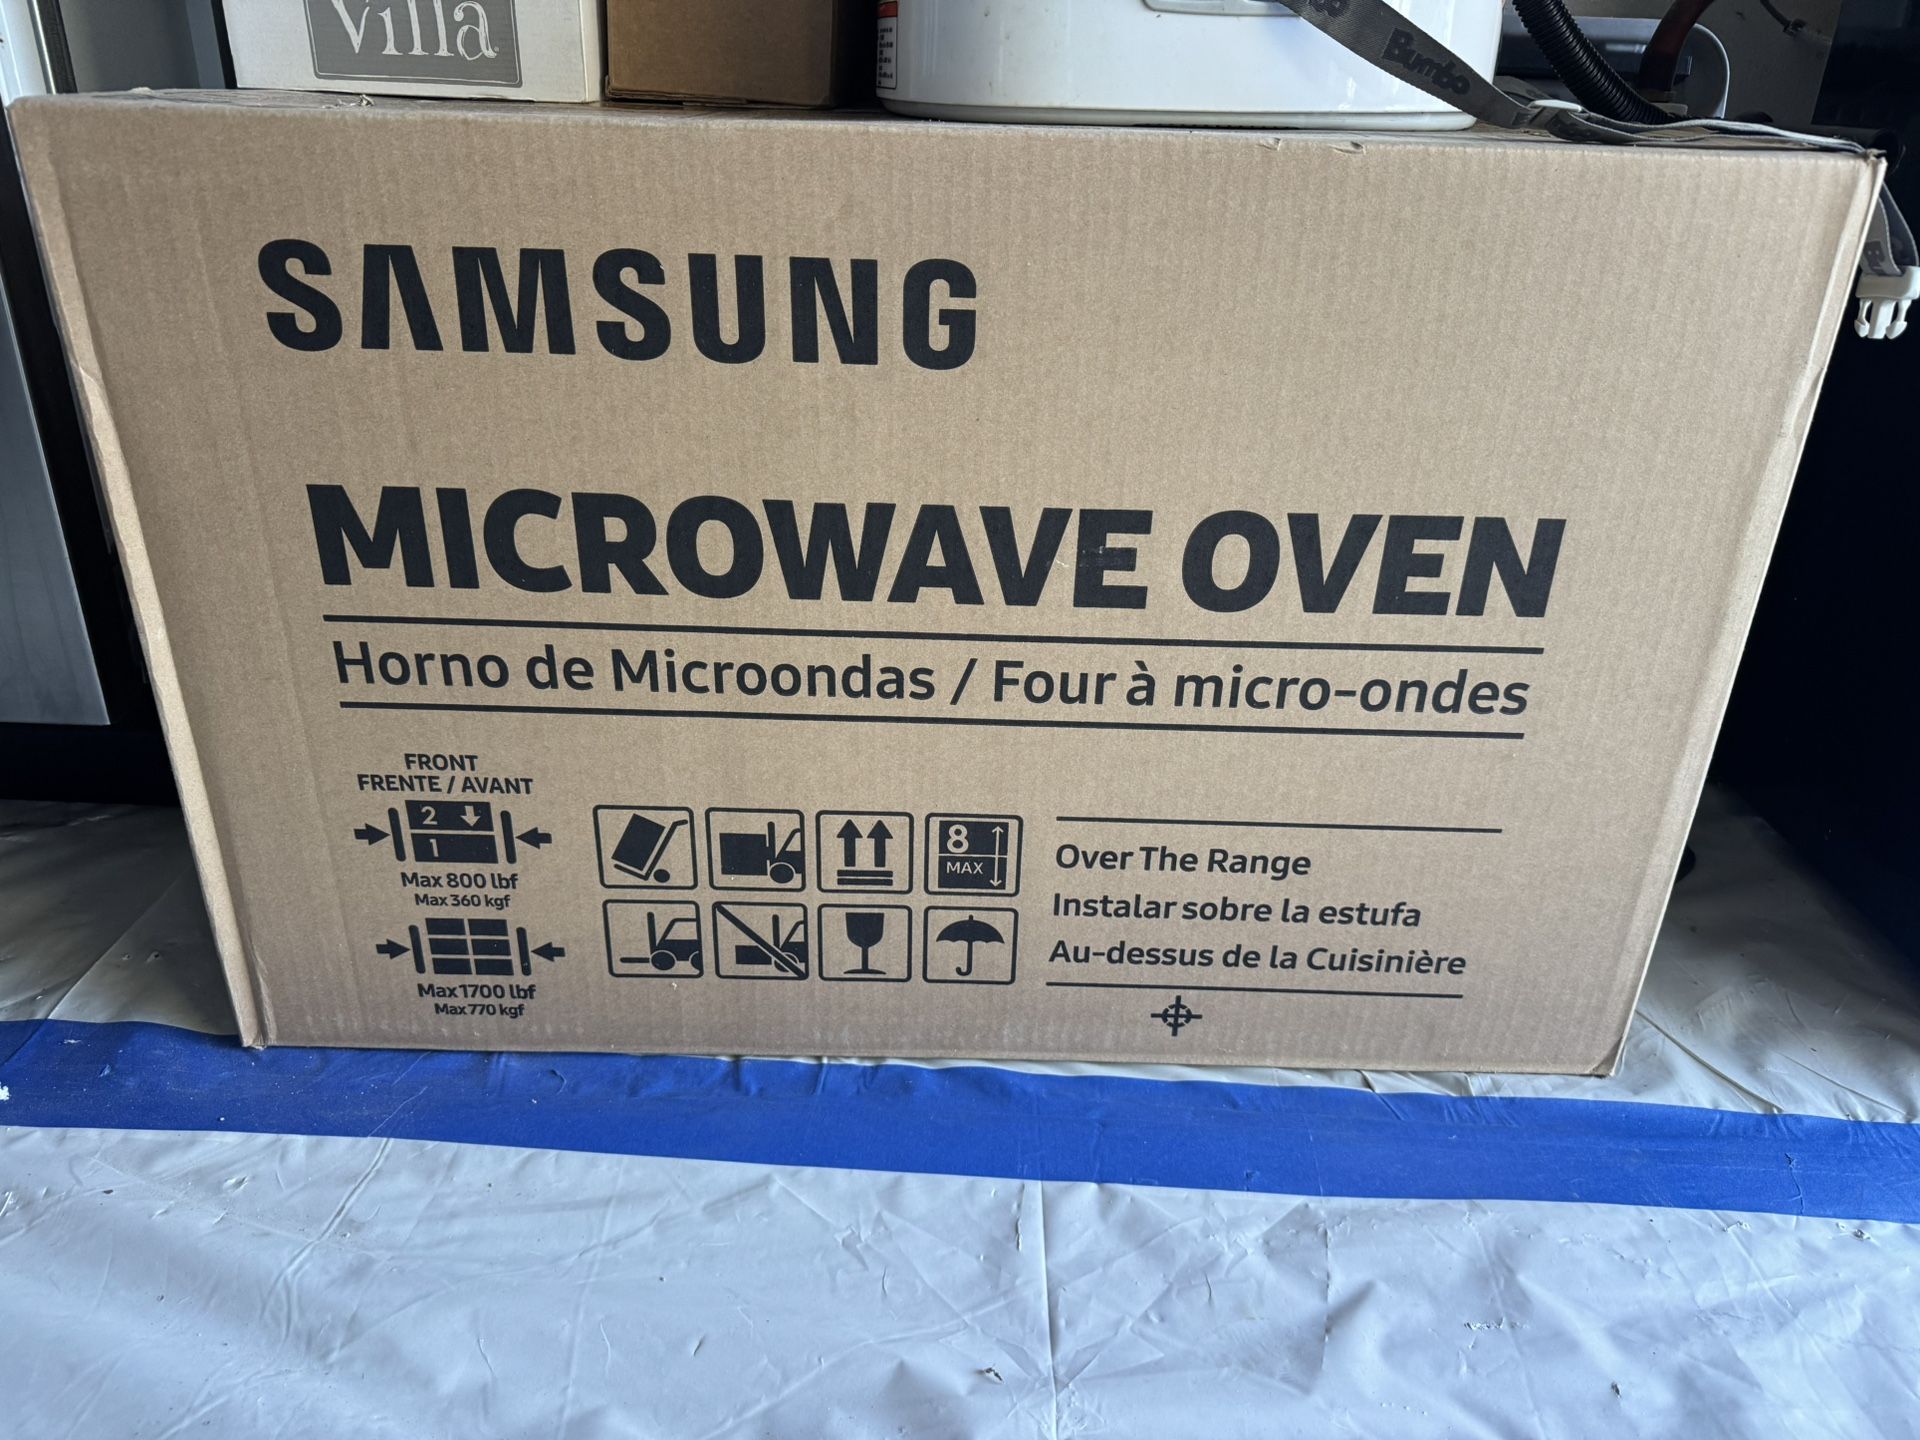 Villa
Bumbo
SAMSUNG
MICROWAVE OVEN
Horno de Microondas / Four à micro-ondes
FRONT
FRENTE / AVANT
2
1
Max 800 lbf
Max 360 kgf
Max 1700 lbf
Max 770 kgf
8
MAX
Over The Range
Instalar sobre la estufa
Au-dessus de la Cuisinière